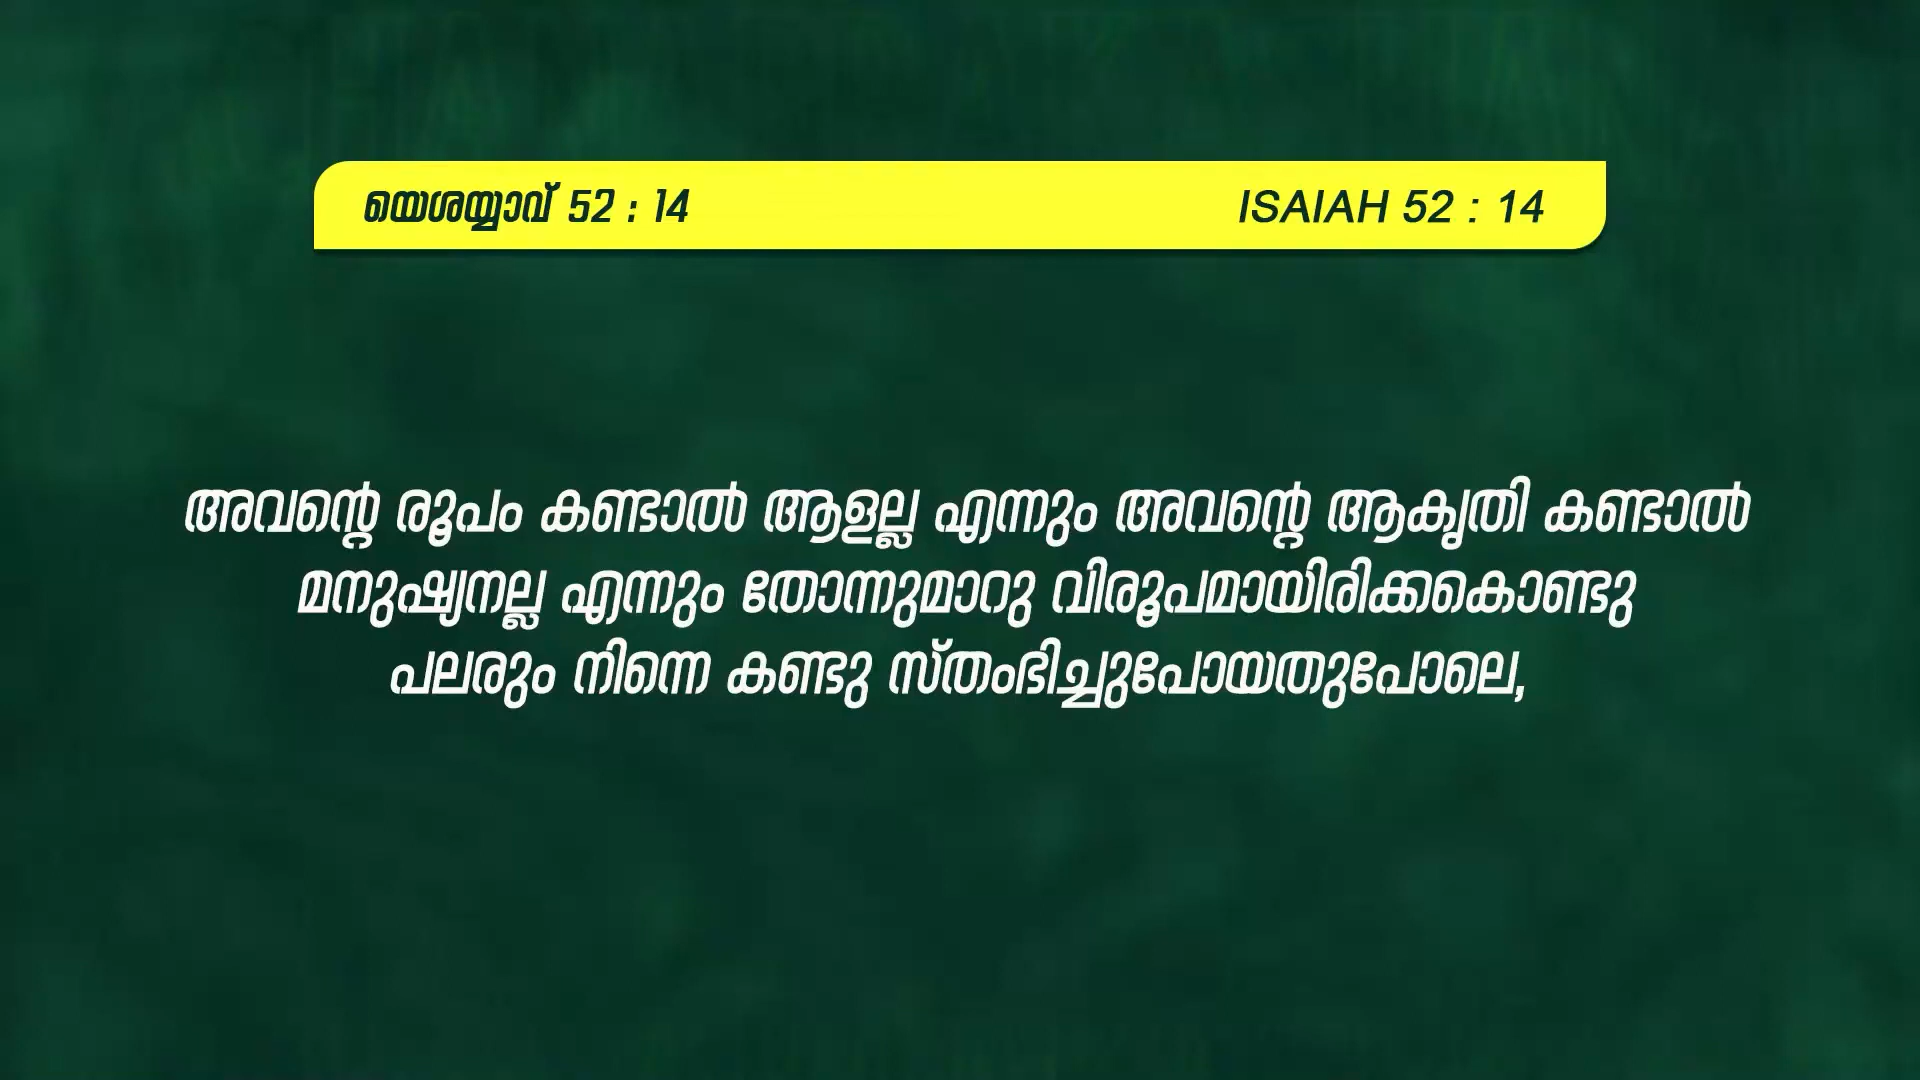 യെശയ്യാവ് 52 : 14
ISAIAH 52 : 14
അവന്റെ രൂപം കണ്ടാൽ ആളല്ല എന്നും അവന്റെ ആകൃതി കണ്ടാൽ
മനുഷ്യനല്ല എന്നും തോന്നുമാറു വിരൂപമായിരിക്കകൊണ്ടു
പലരും നിന്നെ കണ്ടു സ്തംഭിച്ചുപോയതുപോലെ,